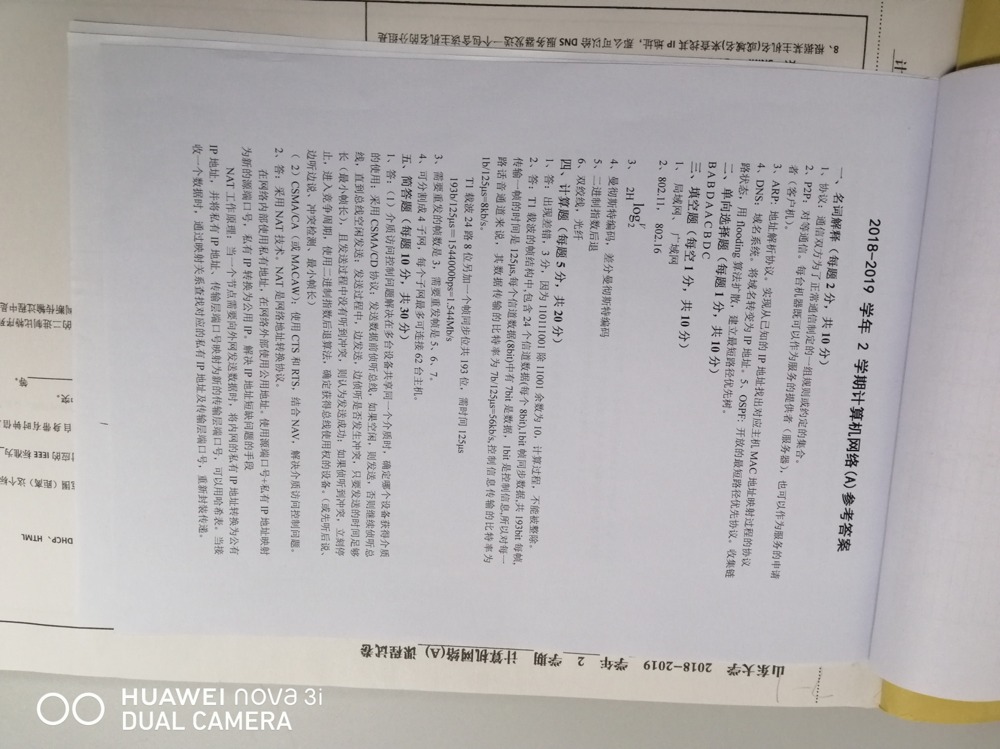 2018-2019 学年 2 学期计算机网络(A)参考答案
一、名词解释（每题 2 分，共 10 分）
1、协议：通信双方为了正常通信制定的一组规则或约定的集合。
2、P2P：对等通信。每台机器既可以作为服务的提供者（服务器），也可以作为服务的申请
者（客户机）。
3、ARP：地址解析协议。实现从已知的 IP 地址找出对应主机 MAC 地址映射过程的协议
4、DNS：域名系统。将域名转变为 IP 地址。5、OSPF：开放的最短路径优先协议。收集链
路状态，用 flooding 算法扩散，建立最短路径优先树。
二、单向选择题（每题 1 分，共 10 分）
B A B D A A C B D C
三、填空题（每空 1 分，共 10 分）
1、 局域网、广域网
2、802.11， 802.16
3、 2H log₂ᵛ
4、曼彻斯特编码，差分曼彻斯特编码
5、二进制指数后退
6、双绞线，光纤
四、计算题（每题 5 分，共 20 分）
1、答：出现差错，3 分，因为 11011001 除 11001 余数为 10，计算过程，不能被整除。
2、答：T1 载波的帧结构中,包含 24 个信道数据(每个 8bit),1bit 帧同步数据,共 193bit 每帧,
传输一帧的时间是 125μs,每个信道数据(8bit)中有 7bit 是数据，1bit 是控制信息,所以对每一
路话音通道来说，其数据传输的比特率为 7b/125μs=56kb/s,控制信息传输的比特率为
1b/125μs=8kb/s。
T1 载波 24 路 8 位另加一个帧同步位共 193 位，需时间 125μs
193b/125μs＝1544000bps=1.544Mb/s
3、需要重发的帧数是 3，需要重发帧是 5、6、7。
4、可分割成 4 子网，每个子网最多可连接 62 台主机。
五、简答题（每题 10 分，共 30 分）
1、答：（1）介质访问控制问题解决在多台设备共享同一个介质时，确定哪个设备获得介质
的使用；采用 CSMA/CD 协议；发送数据前侦听总线，如果空闲，则发送，否则继续侦听总
线，直到总线空闲发送；发送过程中，边发送，边侦听是否发生冲突，只要发送的时间足够
长（最小帧长），且发送过程中没有听到冲突，则认为发送成功；如果侦听到冲突，立刻停
止，进入竞争周期，使用二进制指数后退算法，确定获得总线使用权的设备。（或先听后说、
边听边说、冲突检测、最小帧长）
（ 2）CSMA/CA（或 MACAW）；使用 CTS 和 RTS，结合 NAV，解决介质访问控制问题。
2、答：采用 NAT 技术。NAT 是网络地址转换协议。
在网络内部使用私有地址，在网络外部使用公用地址。使用源端口号+私有 IP 地址映射
为新的源端口号，私有 IP 转换为公用 IP。解决 IP 地址短缺问题的手段
NAT 工作原理：当一个节点需要向外网发送数据时，将内网的私有 IP 地址转换为公有
IP 地址，并将私有 IP 地址、传输层端口号映射为新的传输层端口号，可以用哈希表。当接
收一个数据时，通过映射关系查找对应的私有 IP 地址及传输层端口号，重新封装传递。
1
山东大学 2018-2019 学年 2 学期 计算机网络(A) 课程试卷
8、根据某主机名(或域名)来查找其 IP 地址，那么可以给 DNS 服务器发送一个包含该主机名的分组是
计
DHCP、HTML
围（距离）这个标
对应的 IEEE 标准为
自身带有时钟信
冲突。
等。
的二进制比特序列
判断传输过程中是
HUAWEI nova 3i
DUAL CAMERA